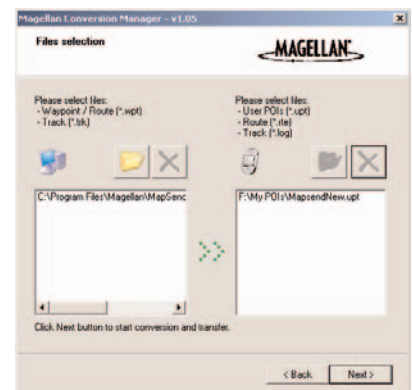 Magellan Conversion Manager - v1.05
Files selection
MAGELLAN
Please select files:
- Waypoint / Route (*.wpt)
- Track (*.trk)
Please select files:
- User POIs (*.upt)
- Route (*.rte)
- Track (*.log)
C:\Program Files\Magellan\MapSenc
F:\My POIs\MapsendNew.upt
Click Next button to start conversion and transfer.
< Back
Next >